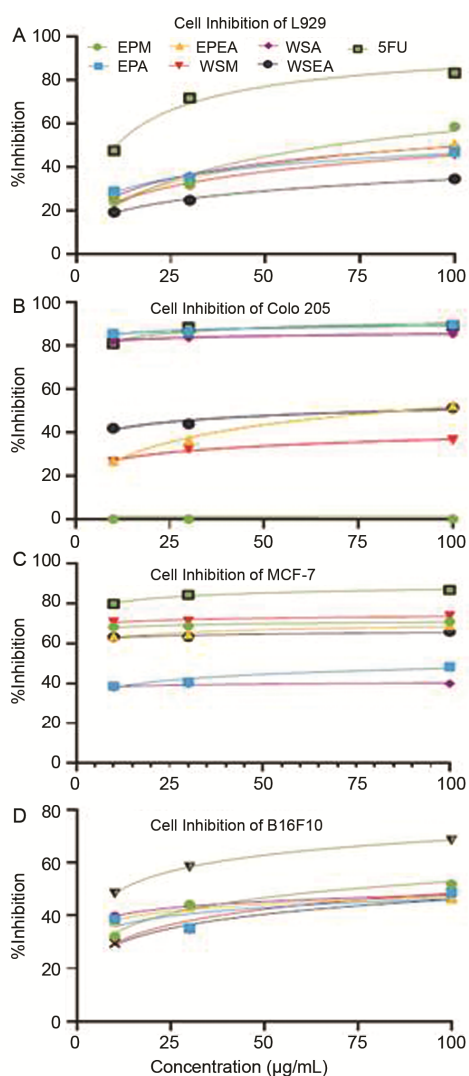 Cell Inhibition of L929
A
EPM EPEA WSA 5FU
EPA WSM WSEA
%Inhibition
100
80
60
40
20
0
0 25 50 75 100
B
Cell Inhibition of Colo 205
%Inhibition
100
80
60
40
20
0
0 25 50 75 100
C
Cell Inhibition of MCF-7
%Inhibition
100
80
60
40
20
0
0 25 50 75 100
D
Cell Inhibition of B16F10
%Inhibition
80
60
40
20
0
0 25 50 75 100
Concentration (µg/mL)